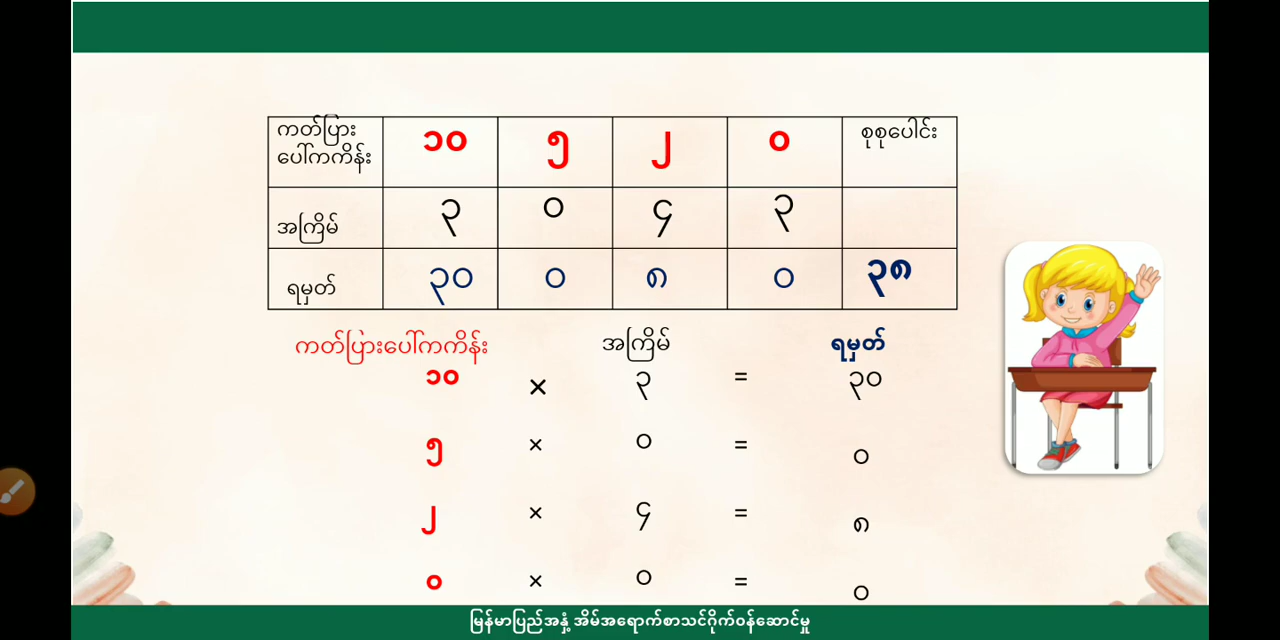 ကတ်ပြားပေါ်ကကိန်း ၁၀ ၅ ၂ ၀ စုစုပေါင်း
အကြိမ် ၃ ၀ ၄ ၃
ရမှတ် ၃၀ ၀ ၈ ၀ ၃၈
ကတ်ပြားပေါ်ကကိန်း အကြိမ် ရမှတ်
၁၀ × ၃ = ၃၀
၅ × ၀ = ၀
၂ × ၄ = ၈
၀ × ၀ = ၀
မြန်မာပြည်အနှံ့ အိမ်အရောက်စာသင်ဂိုက်ဝန်ဆောင်မှု